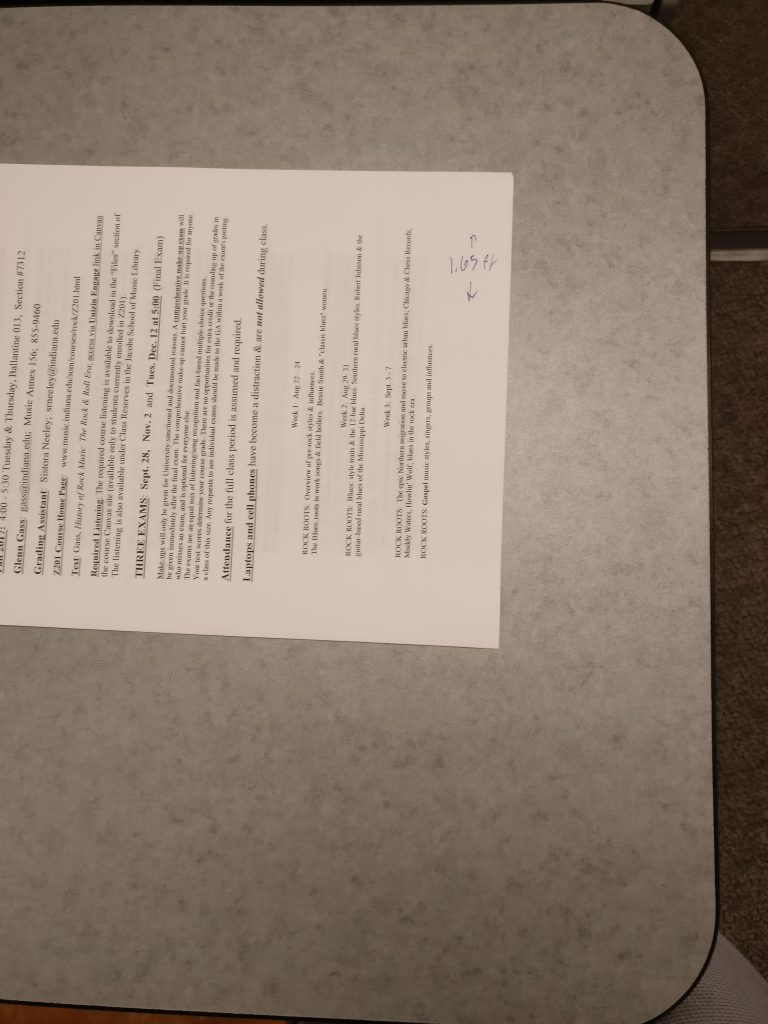 7: 4:00 - 5:30 Tuesday & Thursday, Ballantine 013, Section #7312
Glenn Gass: gass@indiana.edu; Music Annex 156; 855-9460
Grading Assistant: Sistora Neeley; srneeley@indiana.edu
Z201 Course Home Page: www.music.indiana.edu/som/courses/rock/Z201.html
Text: Gass, History of Rock Music: The Rock & Roll Era; access via Unizin Engage link in Canvas
Required Listening: The required course listening is available to download in the "Files" section of
the course Canvas site (available only to students currently enrolled in Z201).
The listening is also available under Class Reserves in the Jacobs School of Music Library.
THREE EXAMS: Sept. 28, Nov. 2 and Tues. Dec. 12 at 5:00 (Final Exam)
Make-ups will only be given for University-sanctioned and documented reasons. A comprehensive make-up exam will
be given immediately after the final exam. The comprehensive make-up cannot hurt your grade. It is required for anyone
who misses an exam, and is optional for everyone else.
The exams are an equal mix of listening/song recognition and fact-based multiple-choice questions.
Your test scores determine your course grade. There are no opportunities for extra credit or the rounding-up of grades in
a class of this size. Any requests to see individual exams should be made to the GA within a week of the exam's posting.
Attendance for the full class period is assumed and required.
Laptops and cell phones have become a distraction & are not allowed during class.
Week 1: Aug 22 - 24
ROCK ROOTS: Overview of pre-rock styles & influences.
The Blues: roots in work songs & field hollers. Bessie Smith & "classic blues" women.
Week 2: Aug 29- 31
ROCK ROOTS: Blues: style traits & the 12-bar blues. Southern rural blues styles. Robert Johnson & the
guitar-based rural blues of the Mississippi Delta.
Week 3: Sept. 5 - 7
ROCK ROOTS: The epic Northern migration and move to electric urban blues; Chicago & Chess Records,
Muddy Waters, Howlin' Wolf; blues in the rock era.
ROCK ROOTS: Gospel music styles, singers, groups and influences.
← 1.65 ft →